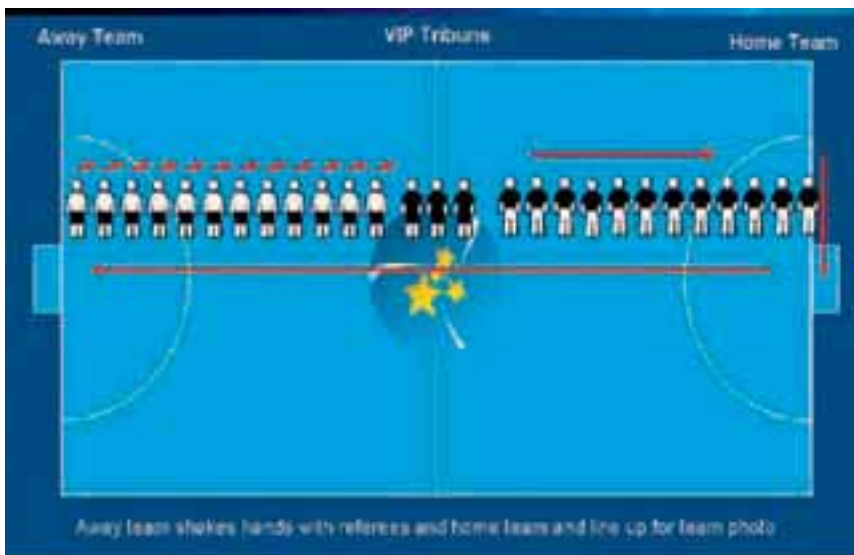 Away Team
VIP Tribune
Home Team
Away team shakes hands with referees and home team and line up for team photo